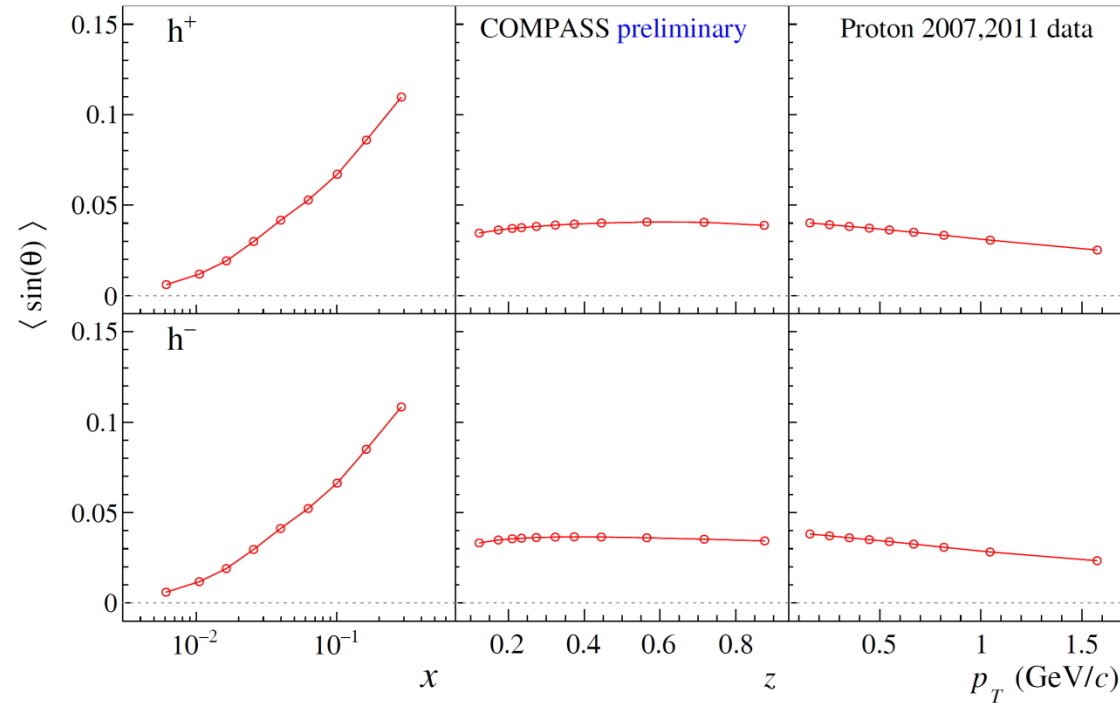 h⁺
COMPASS preliminary
Proton 2007,2011 data
0.15
0.1
0.05
0
⟨ sin(θ) ⟩
h⁻
0.15
0.1
0.05
0
10⁻² 10⁻¹
0.2 0.4 0.6 0.8
0.5 1 1.5
x
z
p_T (GeV/c)